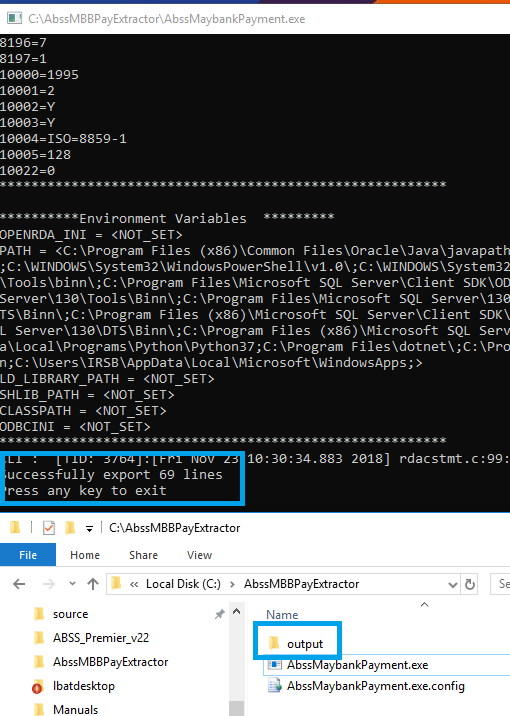 C:\AbssMBBPayExtractor\AbssMaybankPayment.exe
8196=7
8197=1
10000=1995
10001=2
10002=Y
10003=Y
10004=ISO=8859-1
10005=128
10022=0
*********************************************************
**********Environment Variables  *********
OPENRDA_INI = <NOT_SET>
PATH = <C:\Program Files (x86)\Common Files\Oracle\Java\javapath
;C:\WINDOWS\System32\WindowsPowerShell\v1.0\;C:\WINDOWS\System32
\Tools\binn\;C:\Program Files\Microsoft SQL Server\Client SDK\OD
Server\130\Tools\Binn\;C:\Program Files\Microsoft SQL Server\130
DTS\Binn\;C:\Program Files (x86)\Microsoft SQL Server\Client SDK\
L Server\130\DTS\Binn\;C:\Program Files (x86)\Microsoft SQL Serve
a\Local\Programs\Python\Python37;C:\Program Files\dotnet\;C:\Pro
n;C:\Users\IRSB\AppData\Local\Microsoft\WindowsApps;>
LD_LIBRARY_PATH = <NOT_SET>
SHLIB_PATH = <NOT_SET>
CLASSPATH = <NOT_SET>
ODBCINI = <NOT_SET>
*********************************************************
CLI :  [TID: 3764]:[Fri Nov 23 10:30:34.883 2018] rdacstmt.c:99:
Successfully export 69 lines
Press any key to exit
C:\AbssMBBPayExtractor
File Home Share View
« Local Disk (C:) > AbssMBBPayExtractor
Se
Name
source
ABSS_Premier_v22
AbssMBBPayExtractor
lbatdesktop
Manuals
output
AbssMaybankPayment.exe
AbssMaybankPayment.exe.config